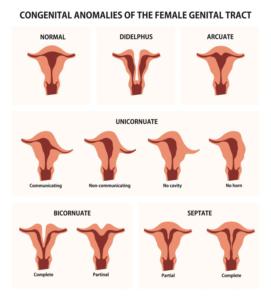 CONGENITAL ANOMALIES OF THE FEMALE GENITAL TRACT
NORMAL
DIDELPHUS
ARCUATE
UNICORNUATE
Communicating
Non-communicating
No cavity
No horn
BICORNUATE
SEPTATE
Complete
Partinel
Partial
Complete